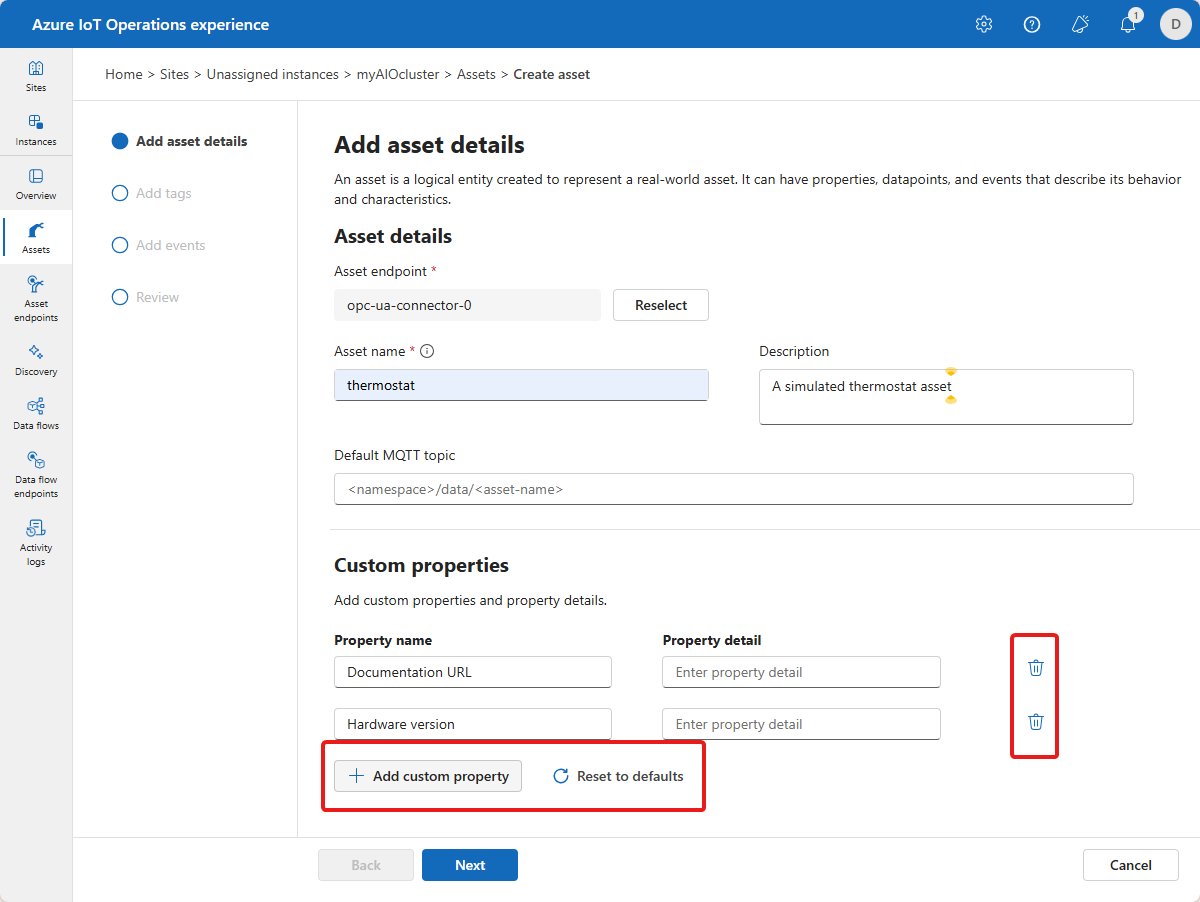 Azure IoT Operations experience
1
D
Sites
Instances
Overview
Assets
Asset
endpoints
Discovery
Data flows
Data flow
endpoints
Activity
logs
Home > Sites > Unassigned instances > myAIOcluster > Assets > Create asset
Add asset details
Add tags
Add events
Review
Add asset details
An asset is a logical entity created to represent a real-world asset. It can have properties, datapoints, and events that describe its behavior
and characteristics.
Asset details
Asset endpoint *
opc-ua-connector-0
Reselect
Asset name *
Description
thermostat
A simulated thermostat asset
Default MQTT topic
<namespace>/data/<asset-name>
Custom properties
Add custom properties and property details.
Property name
Property detail
Documentation URL
Enter property detail
Hardware version
Enter property detail
Add custom property
Reset to defaults
Back
Next
Cancel